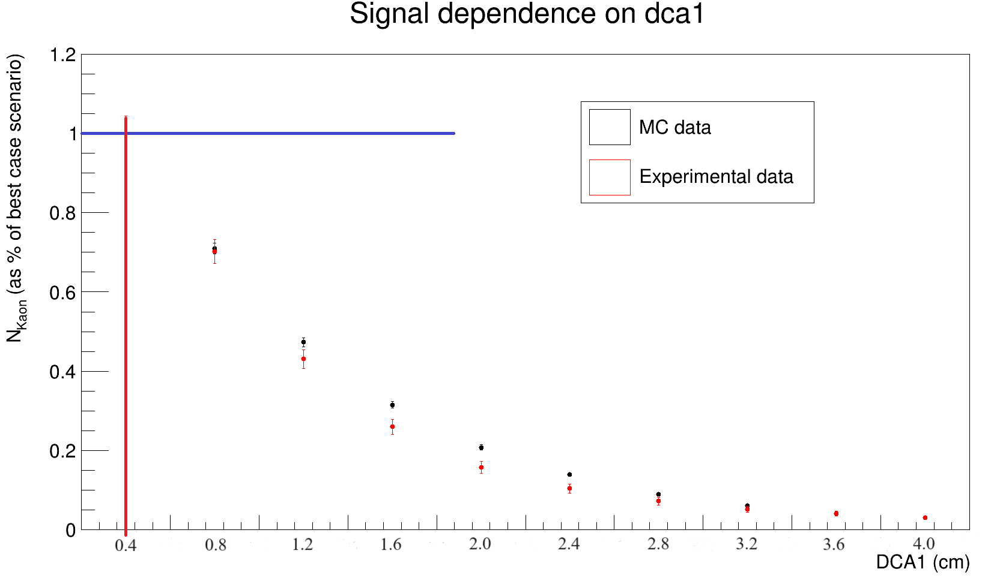 Signal dependence on dca1
N_Kaon (as % of best case scenario)
1.2
1
0.8
0.6
0.4
0.2
0
MC data
Experimental data
0.4 0.8 1.2 1.6 2.0 2.4 2.8 3.2 3.6 4.0
DCA1 (cm)